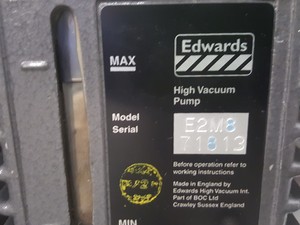 Edwards
MAX
High Vacuum
Pump
Model E2M8
Serial 71813
Before operation refer to
working instructions
Made in England by
Edwards High Vacuum Int.
Part of BOC Ltd
Crawley Sussex England
MIN